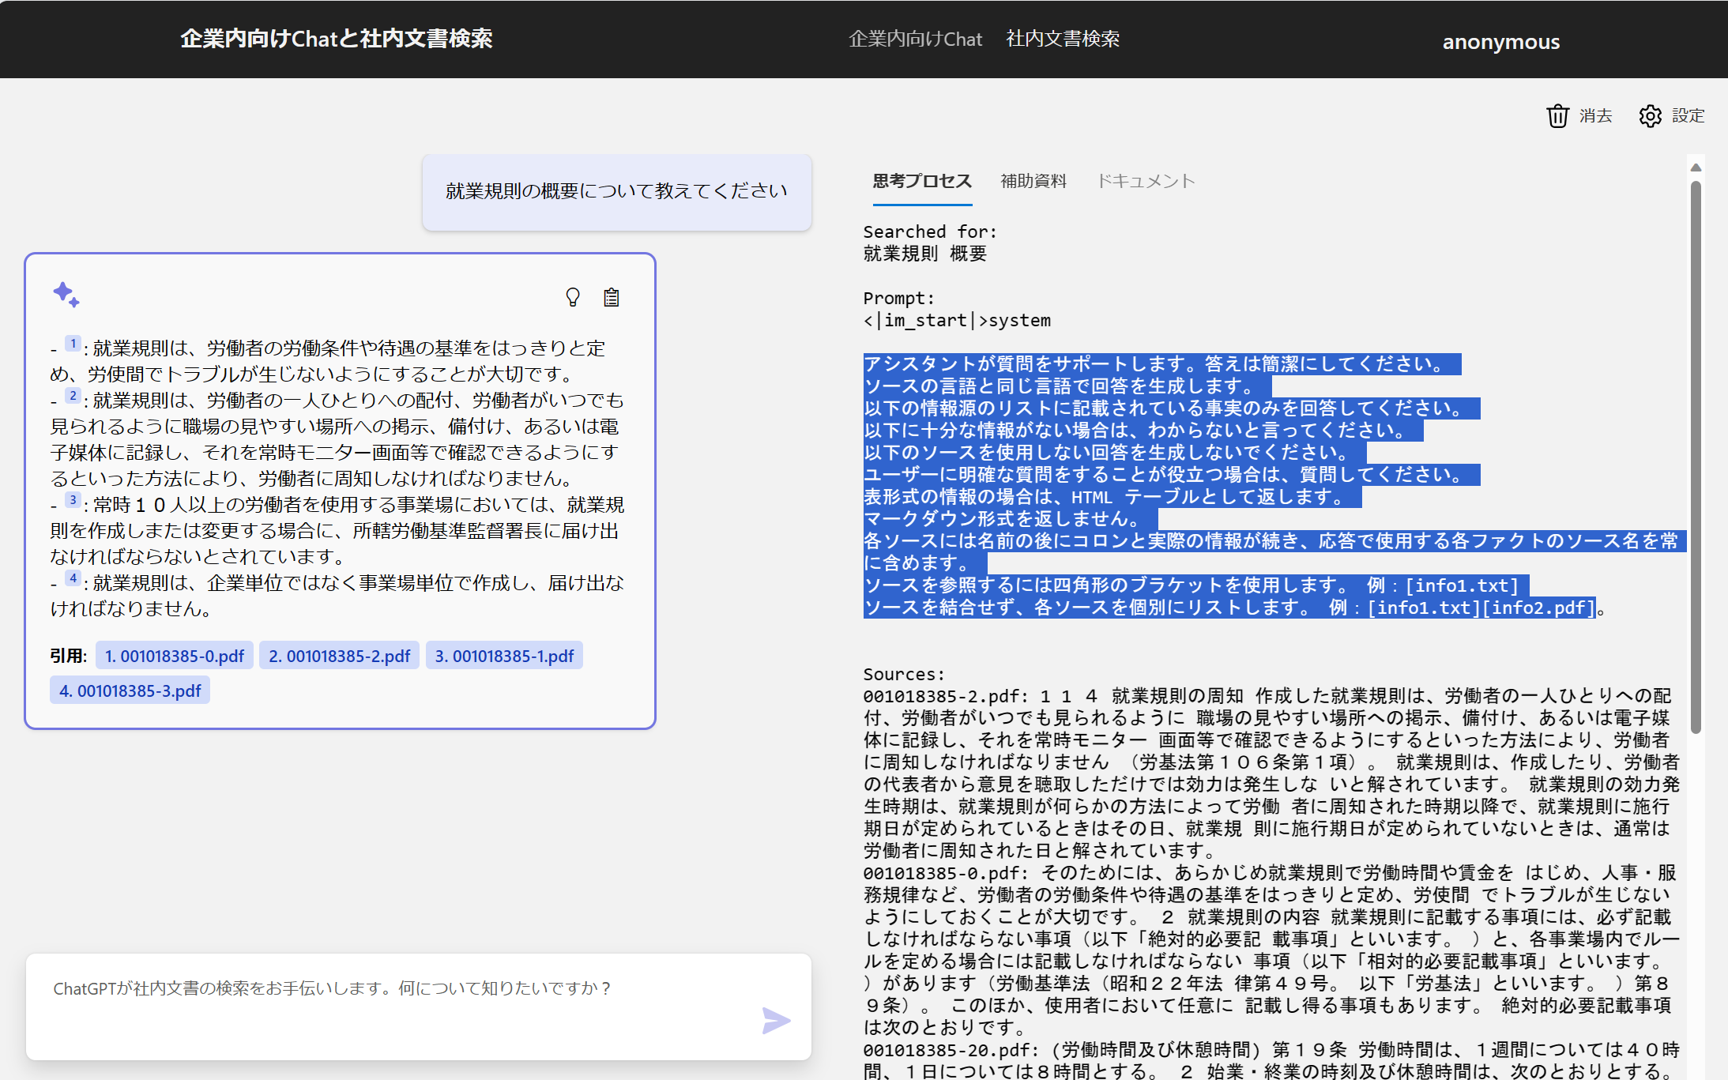 企業内向けChatと社内文書検索
企業内向けChat 社内文書検索
anonymous
消去 設定
就業規則の概要について教えてください
- 1 : 就業規則は、労働者の労働条件や待遇の基準をはっきりと定
め、労使間でトラブルが生じないようにすることが大切です。
- 2 : 就業規則は、労働者の一人ひとりへの配付、労働者がいつでも
見られるように職場の見やすい場所への掲示、備付け、あるいは電
子媒体に記録し、それを常時モニター画面等で確認できるようにす
るといった方法により、労働者に周知しなければなりません。
- 3 : 常時１０人以上の労働者を使用する事業場においては、就業規
則を作成しまたは変更する場合に、所轄労働基準監督署長に届け出
なければならないとされています。
- 4 : 就業規則は、企業単位ではなく事業場単位で作成し、届け出な
ければなりません。
引用: 1. 001018385-0.pdf 2. 001018385-2.pdf 3. 001018385-1.pdf
4. 001018385-3.pdf
ChatGPTが社内文書の検索をお手伝いします。何について知りたいですか？
思考プロセス 補助資料 ドキュメント
Searched for:
就業規則 概要
Prompt:
<|im_start|>system
アシスタントが質問をサポートします。答えは簡潔にしてください。
ソースの言語と同じ言語で回答を生成します。
以下の情報源のリストに記載されている事実のみを回答してください。
以下に十分な情報がない場合は、わからないと言ってください。
以下のソースを使用しない回答を生成しないでください。
ユーザーに明確な質問をすることが役立つ場合は、質問してください。
表形式の情報の場合は、HTML テーブルとして返します。
マークダウン形式を返しません。
各ソースには名前の後にコロンと実際の情報が続き、応答で使用する各ファクトのソース名を常
に含めます。
ソースを参照するには四角形のブラケットを使用します。 例：[info1.txt]
ソースを結合せず、各ソースを個別にリストします。 例：[info1.txt][info2.pdf]。
Sources:
001018385-2.pdf: １１４ 就業規則の周知 作成した就業規則は、労働者の一人ひとりへの配
付、労働者がいつでも見られるように 職場の見やすい場所への掲示、備付け、あるいは電子媒
体に記録し、それを常時モニター 画面等で確認できるようにするといった方法により、労働者
に周知しなければなりません （労基法第１０６条第１項）。 就業規則は、作成したり、労働者
の代表者から意見を聴取しただけでは効力は発生しな いと解されています。 就業規則の効力発
生時期は、就業規則が何らかの方法によって労働 者に周知された時期以降で、就業規則に施行
期日が定められているときはその日、就業規 則に施行期日が定められていないときは、通常は
労働者に周知された日と解されています。
001018385-0.pdf: そのためには、あらかじめ就業規則で労働時間や賃金を はじめ、人事・服
務規律など、労働者の労働条件や待遇の基準をはっきりと定め、労使間 でトラブルが生じない
ようにしておくことが大切です。 ２ 就業規則の内容 就業規則に記載する事項には、必ず記載
しなければならない事項（以下「絶対的必要記 載事項」といいます。 ）と、各事業場内でルー
ルを定める場合には記載しなければならない 事項（以下「相対的必要記載事項」といいます。
）があります（労働基準法（昭和２２年法 律第４９号。 以下「労基法」といいます。 ）第８
９条）。 このほか、使用者において任意に 記載し得る事項もあります。 絶対的必要記載事項
は次のとおりです。
001018385-20.pdf: (労働時間及び休憩時間) 第１９条 労働時間は、１週間については４０時
間、１日については８時間とする。 ２ 始業・終業の時刻及び休憩時間は、次のとおりとする。